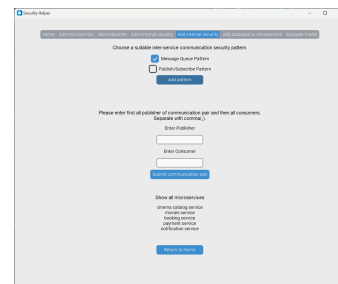 Security Helper
Home Add microservice Add endpoints Add external security Add internal security Add database to microservice Evaluate model
Choose a suitable inter-service communication security pattern.
Message Queue Pattern
Publish/Subscribe Pattern
Add pattern
Please enter first all publisher of communication pair and then all consumers.
Separate with comma(,).
Enter Publisher
Enter Consumer
Submit communication pair
Show all microservices
cinema catalog service
movies service
booking service
payment service
notification service
Return to Home